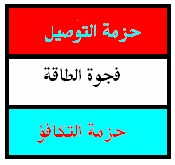 حزمة التوصيل
فجوة الطاقة
حزمة التكافؤ